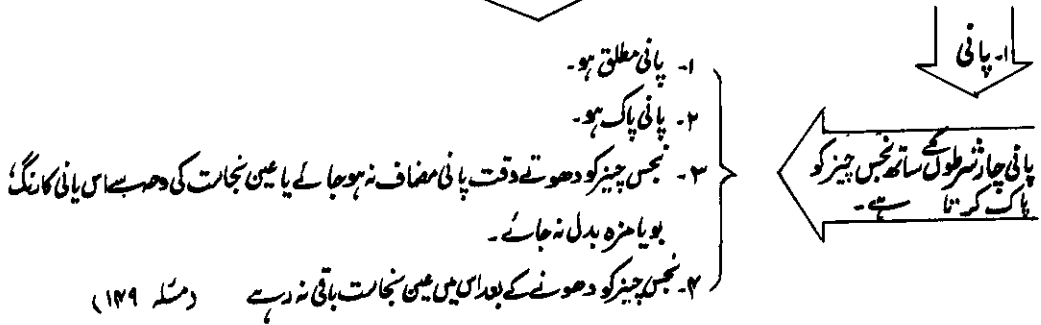 ۱۔ پانی
پانی چار شرطوں کے ساتھ نجس چیز کو
پاک کرتا ہے۔
۱۔ پانی مطلق ہو۔
۲۔ پانی پاک ہو۔
۳۔ نجس چیز کو دھوتے وقت پانی مضاف نہ ہو جائے یا عین نجاست کی وجہ سے اس پانی کا رنگ
بو یا مزہ بدل نہ جائے۔
۴۔ نجس چیز کو دھونے کے بعد اس میں عین نجاست باقی نہ رہے (مسئلہ ۱۴۹)